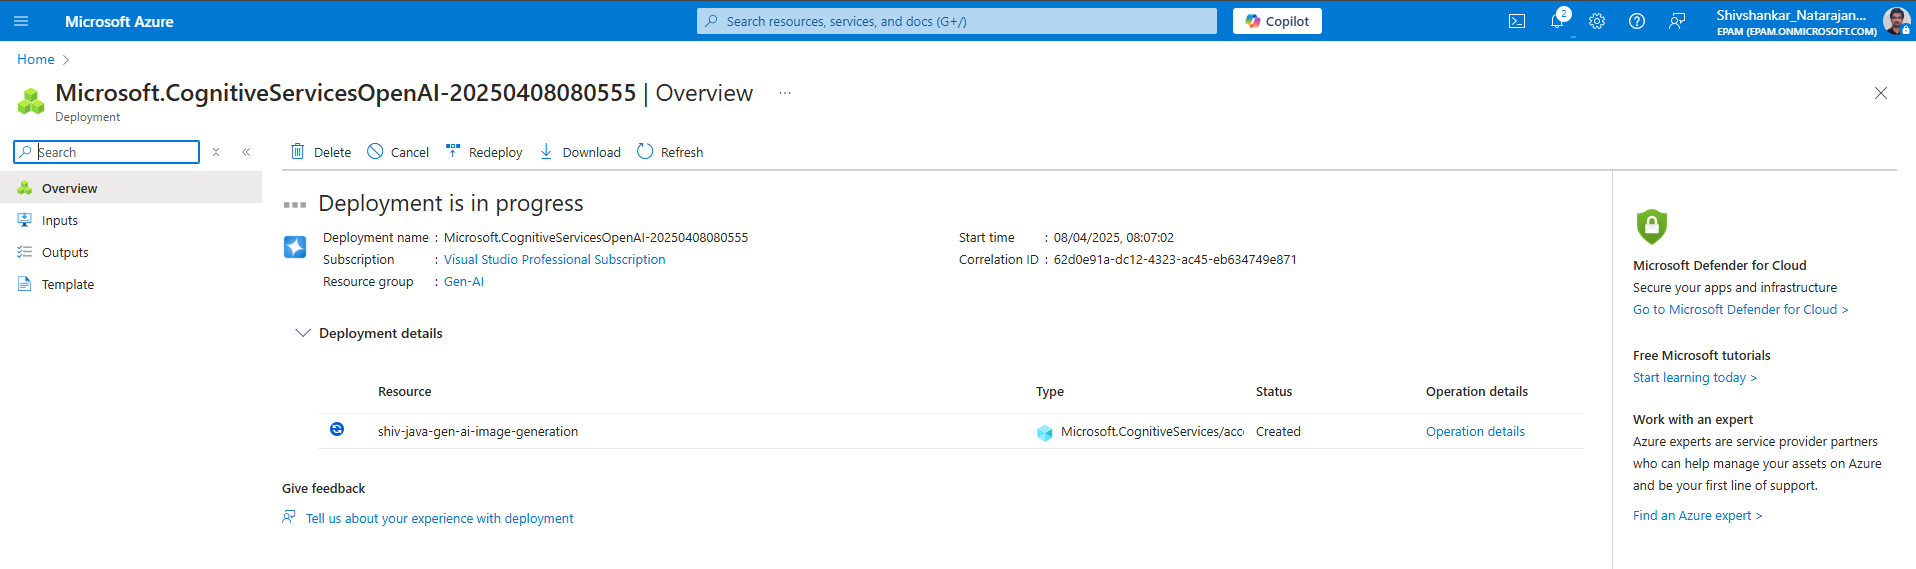 Microsoft Azure
Search resources, services, and docs (G+/)
Copilot
2
Shivshankar_Natarajan...
EPAM (EPAM.ONMICROSOFT.COM)
Home
Microsoft.CognitiveServicesOpenAI-20250408080555 | Overview ...
Deployment
Search
Delete
Cancel
Redeploy
Download
Refresh
Overview
Inputs
Outputs
Template
Deployment is in progress
Deployment name : Microsoft.CognitiveServicesOpenAI-20250408080555
Subscription : Visual Studio Professional Subscription
Resource group : Gen-AI
Start time : 08/04/2025, 08:07:02
Correlation ID : 62d0e91a-dc12-4323-ac45-eb634749e871
Deployment details
Resource Type Status Operation details
shiv-java-gen-ai-image-generation Microsoft.CognitiveServices/acc Created Operation details
Give feedback
Tell us about your experience with deployment
Microsoft Defender for Cloud
Secure your apps and infrastructure
Go to Microsoft Defender for Cloud >
Free Microsoft tutorials
Start learning today >
Work with an expert
Azure experts are service provider partners
who can help manage your assets on Azure
and be your first line of support.
Find an Azure expert >